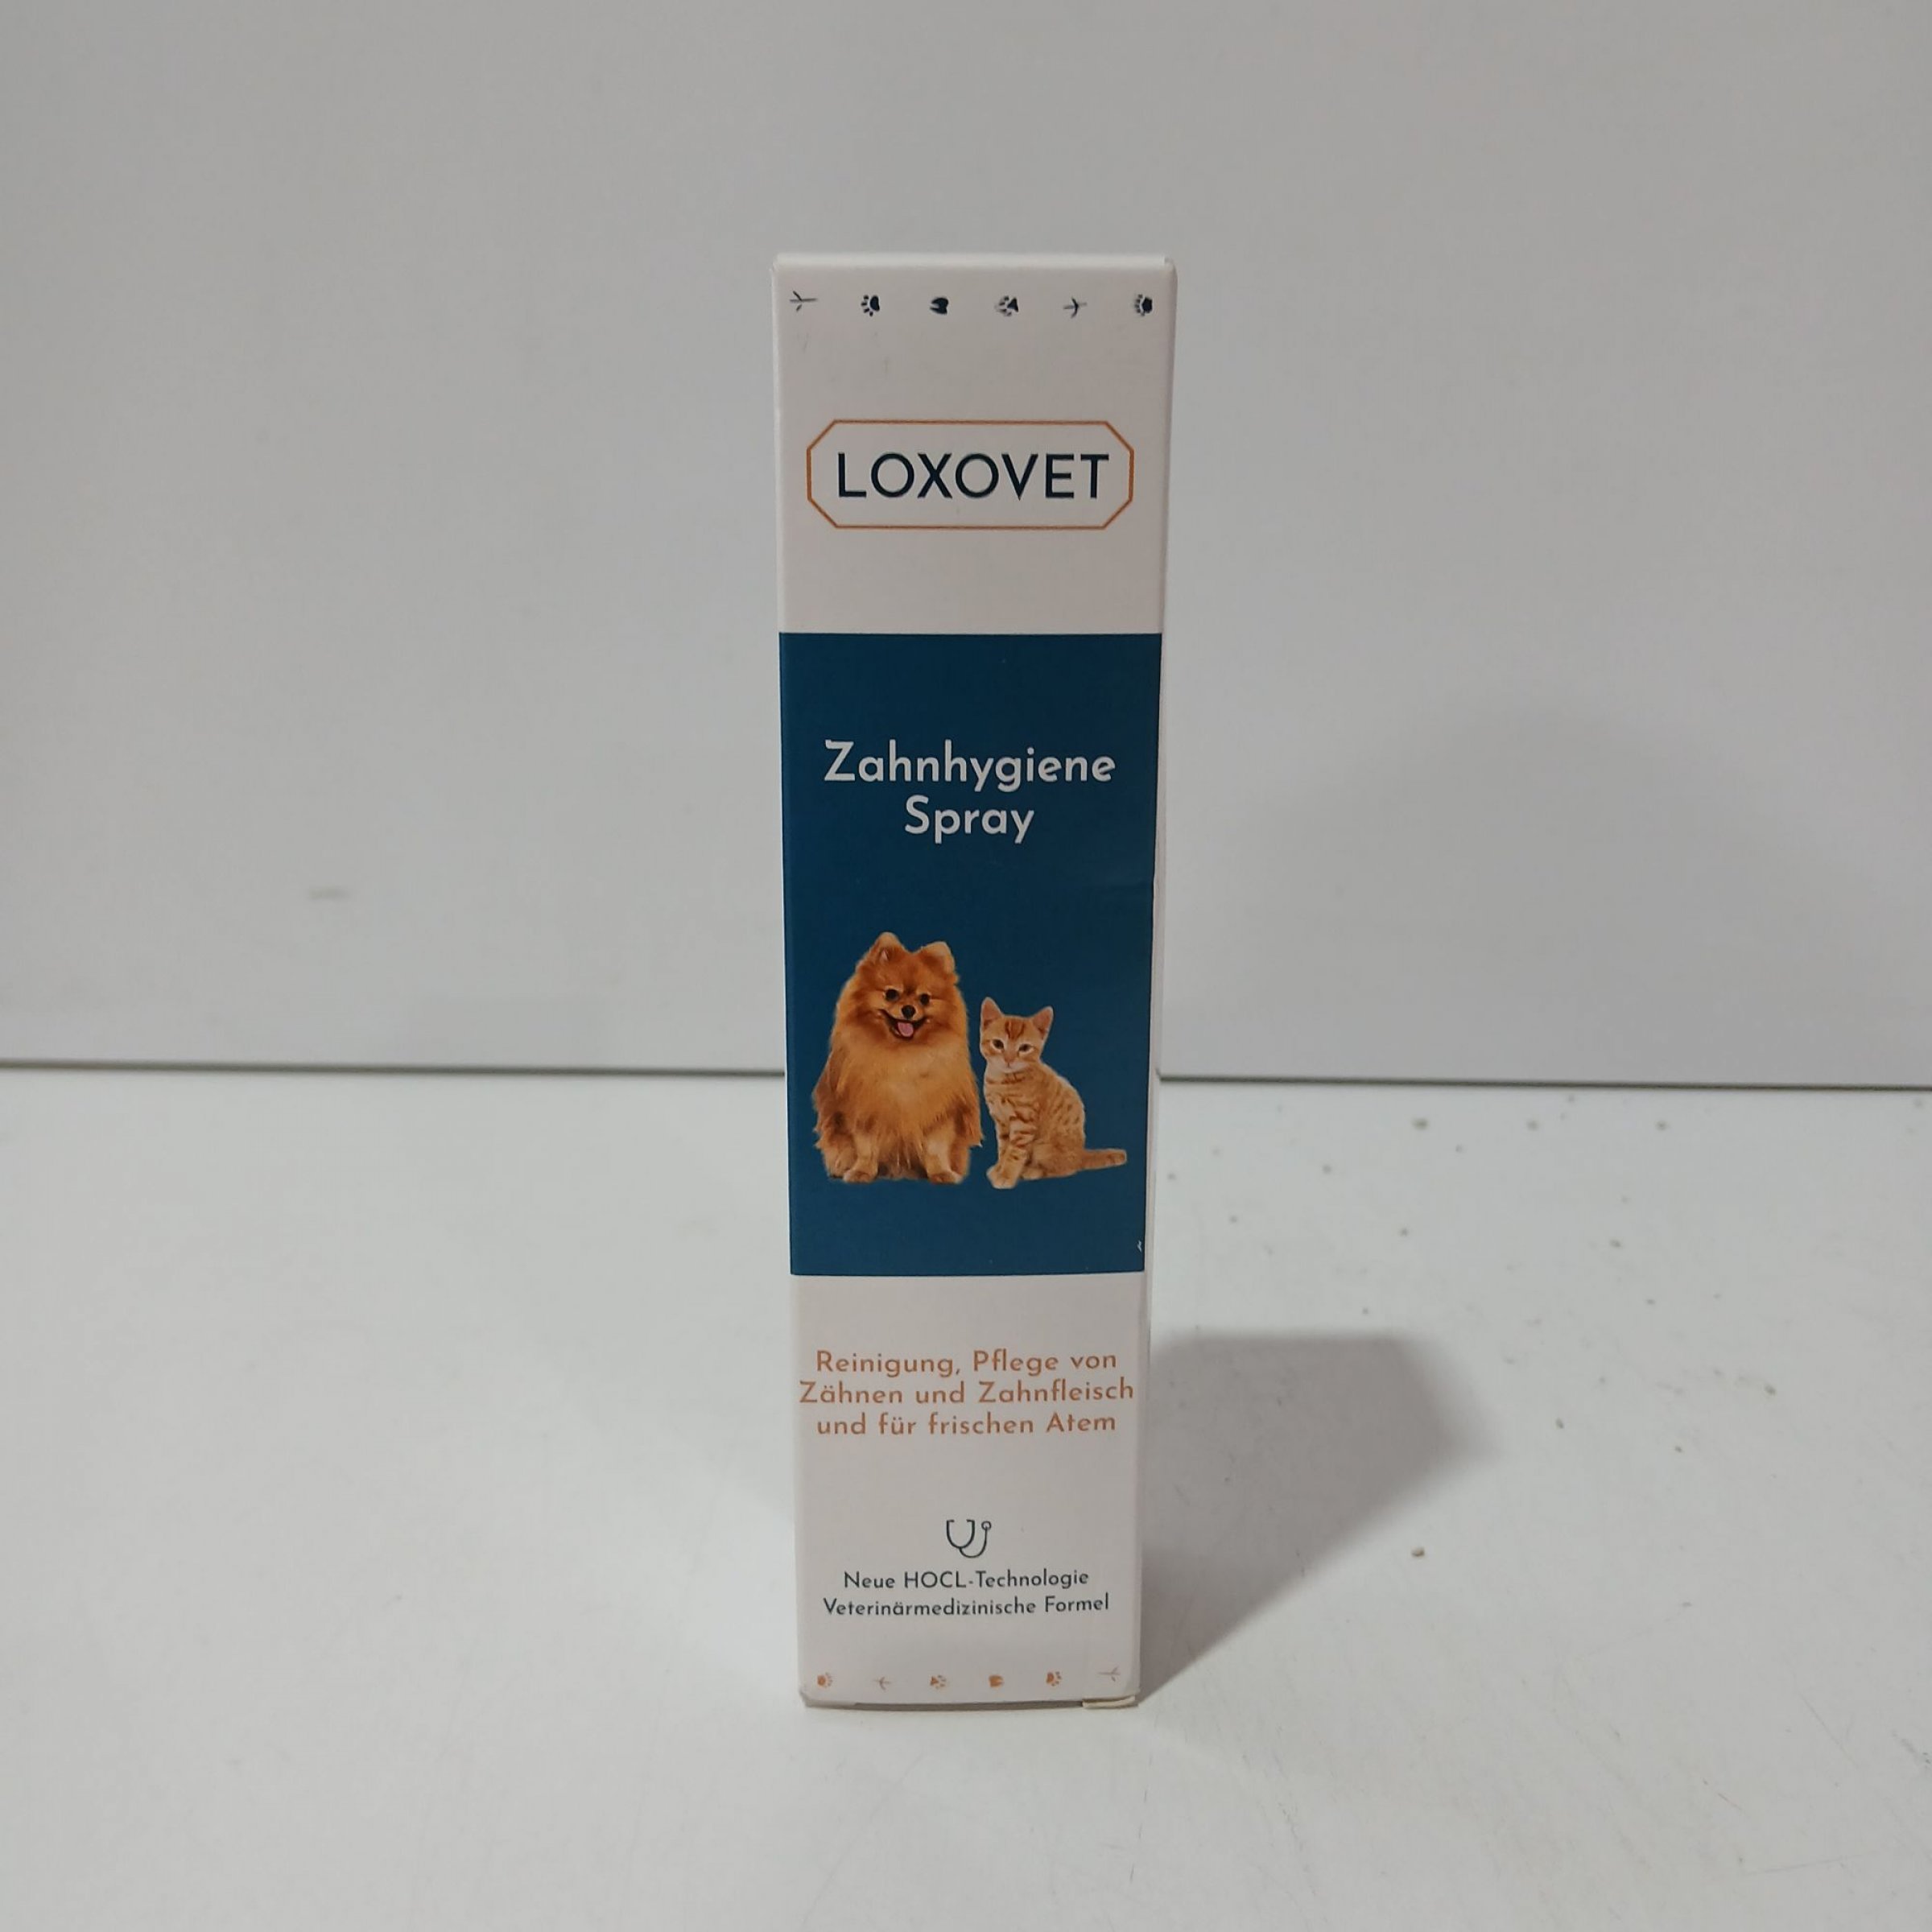 LOXOVET
Zahnhygiene
Spray
Reinigung, Pflege von
Zähnen und Zahnfleisch
und für frischen Atem
Neue HOCL-Technologie
Veterinärmedizinische Formel